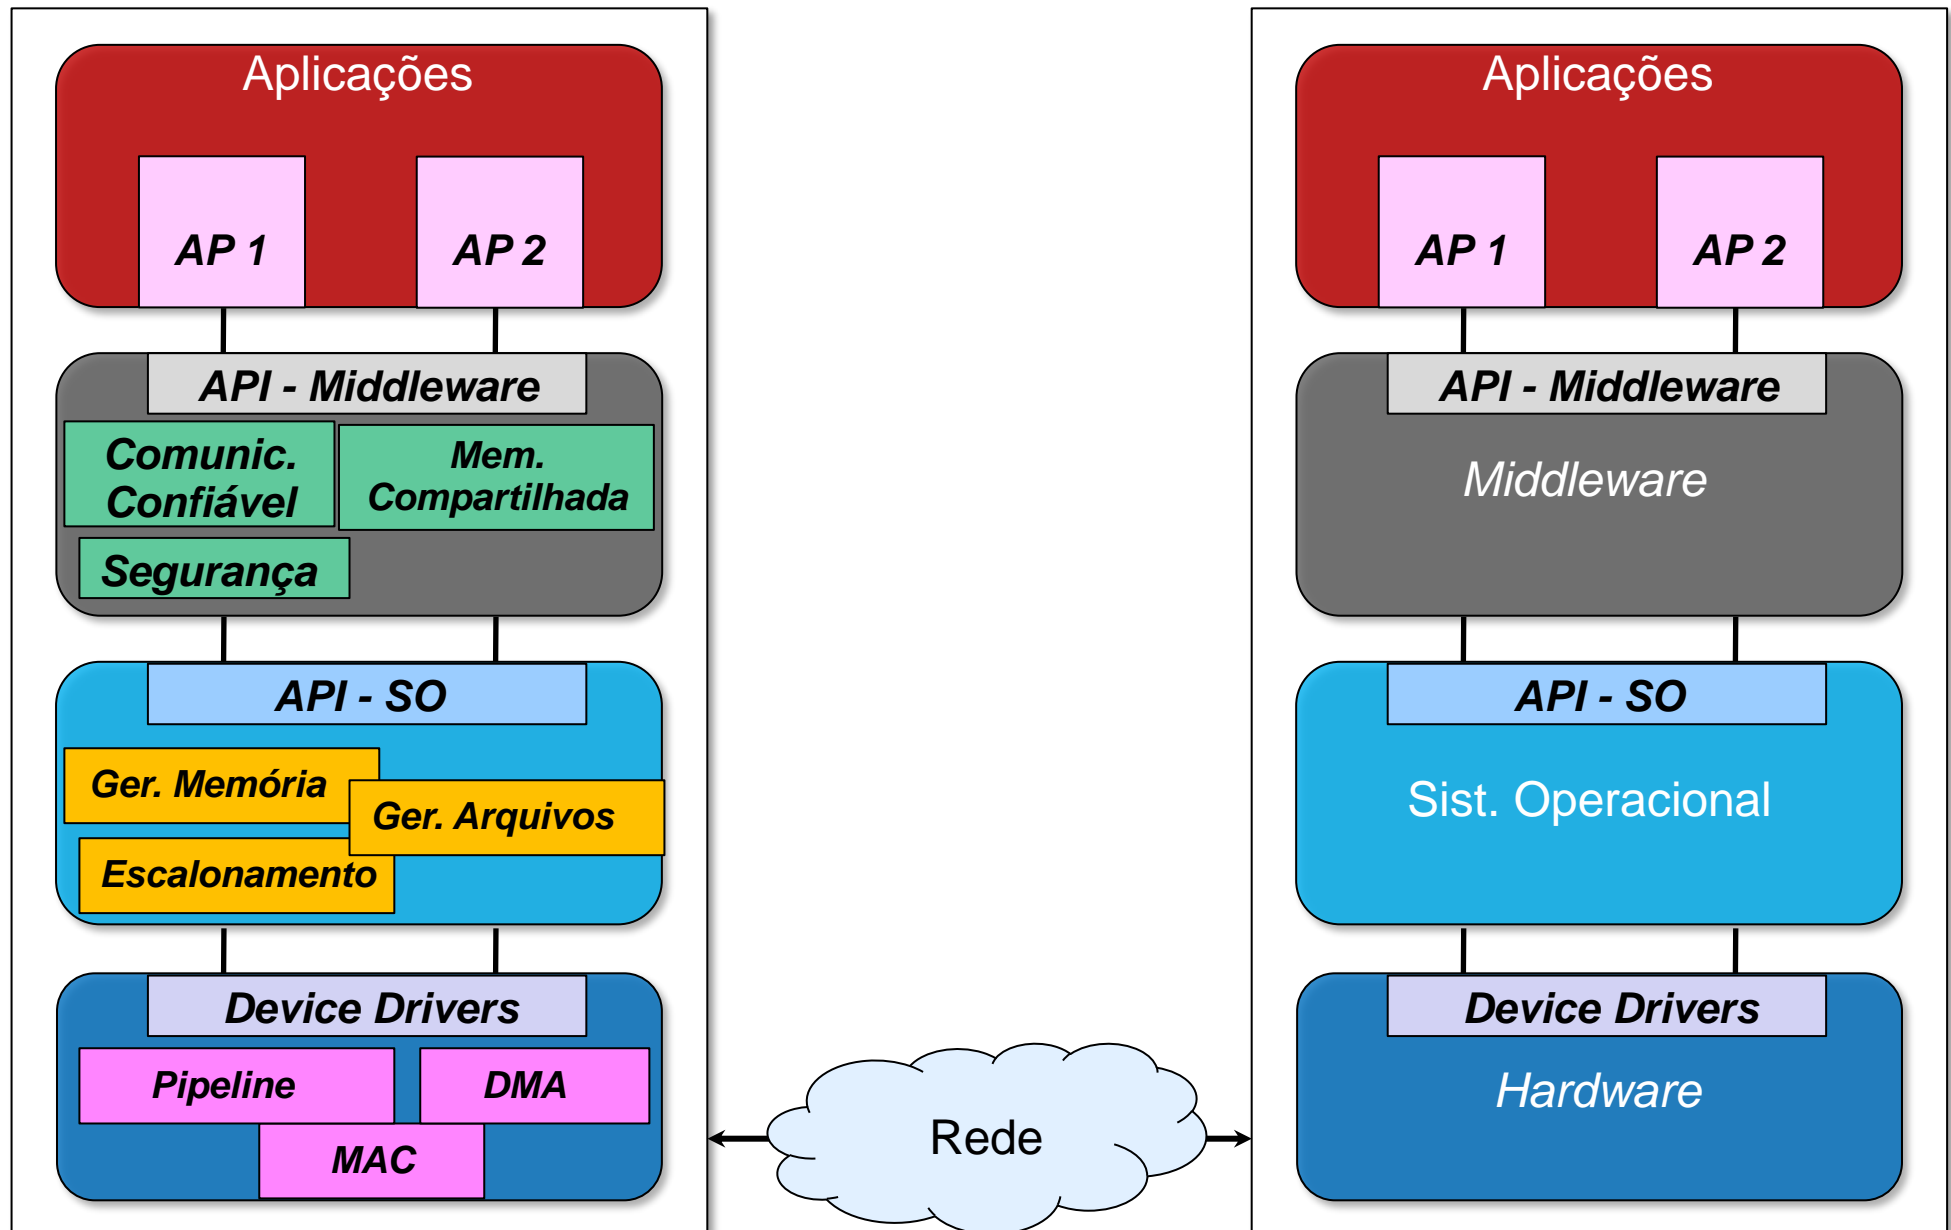 Aplicações
AP 1
AP 2
API - Middleware
Comunic.
Confiável
Mem.
Compartilhada
Segurança
API - SO
Ger. Memória
Ger. Arquivos
Escalonamento
Device Drivers
Pipeline
DMA
MAC
Rede
Aplicações
AP 1
AP 2
API - Middleware
Middleware
API - SO
Sist. Operacional
Device Drivers
Hardware